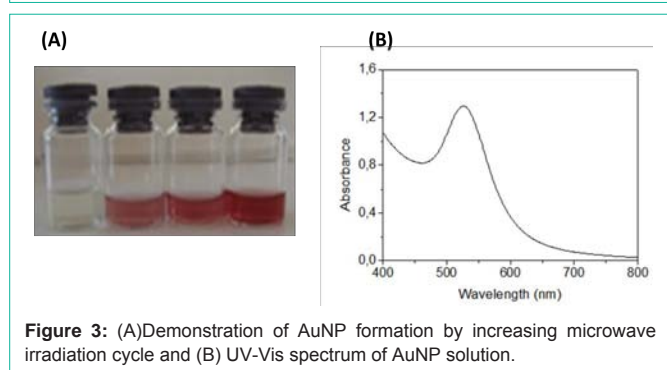 (A)
(B)
1,6
1,2
0,8
0,4
0,0
Absorbance
400 500 600 700 800
Wavelength (nm)
Figure 3: (A)Demonstration of AuNP formation by increasing microwave
irradiation cycle and (B) UV-Vis spectrum of AuNP solution.